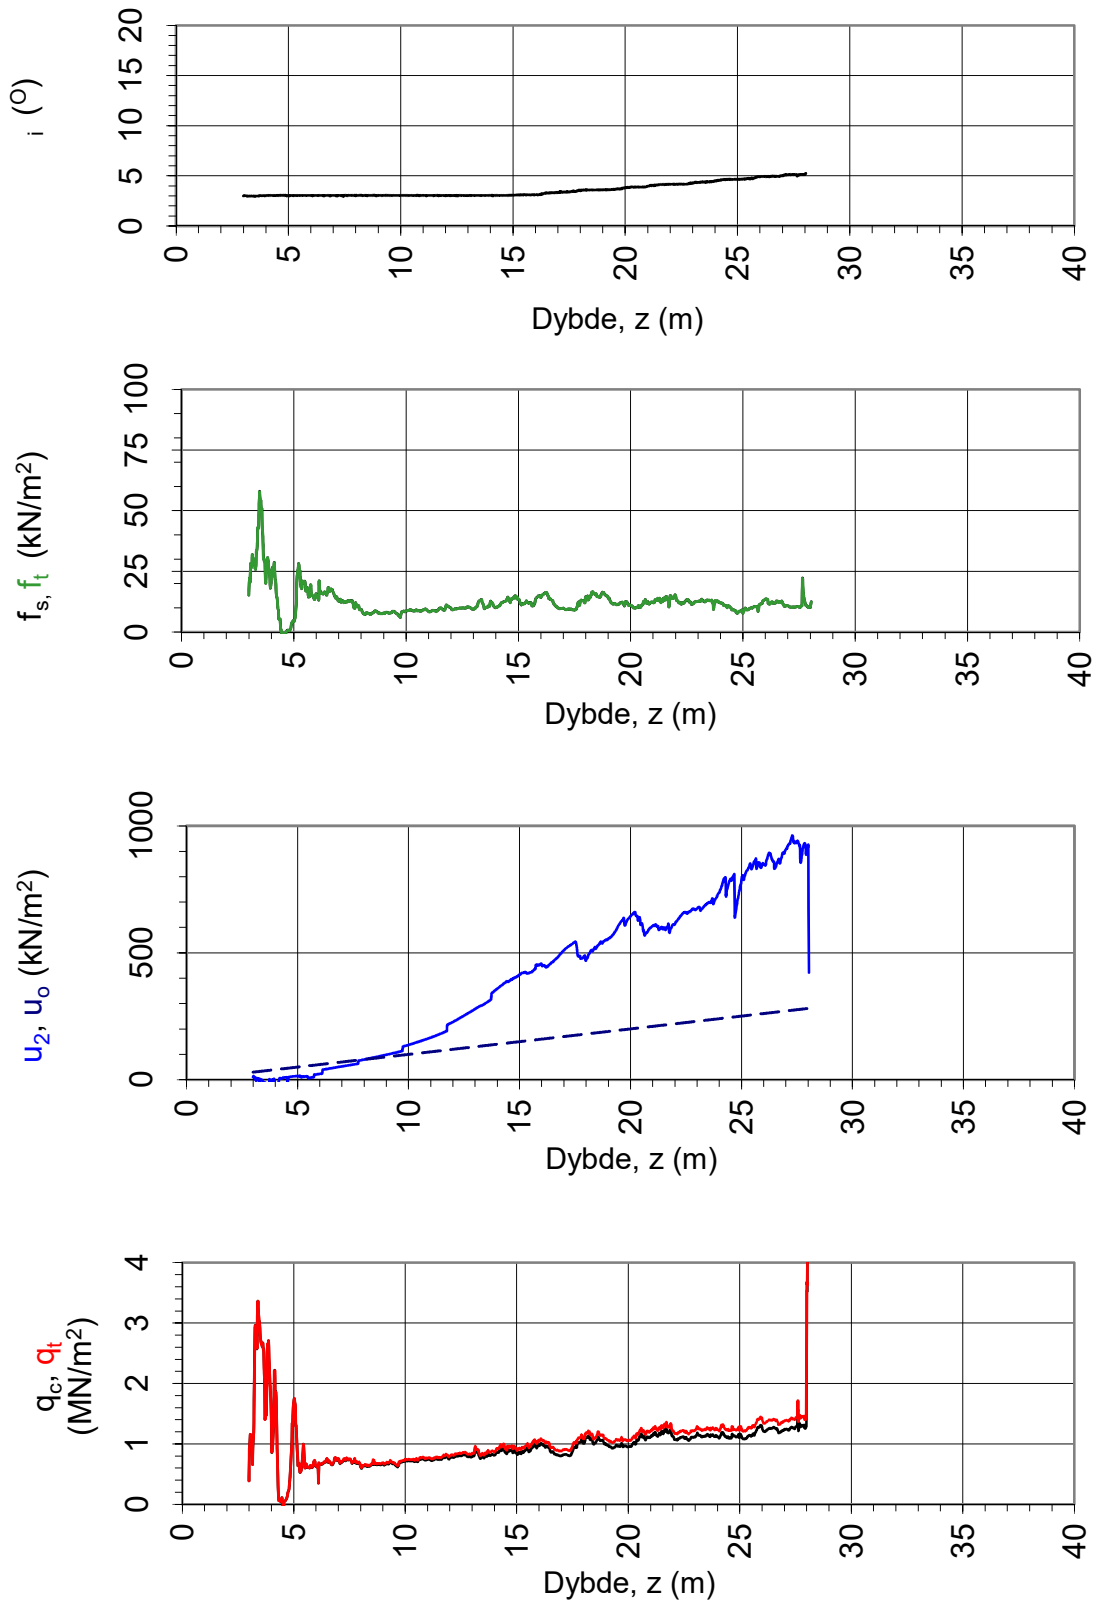 i (O)
20
15
10
5
0
0 5 10 15 20 25 30 35 40
Dybde, z (m)
fs, ft (kN/m2)
100
75
50
25
0
0 5 10 15 20 25 30 35 40
Dybde, z (m)
u2, uo (kN/m2)
1000
500
0
0 5 10 15 20 25 30 35 40
Dybde, z (m)
qc, qt
(MN/m2)
4
3
2
1
0
0 5 10 15 20 25 30 35 40
Dybde, z (m)